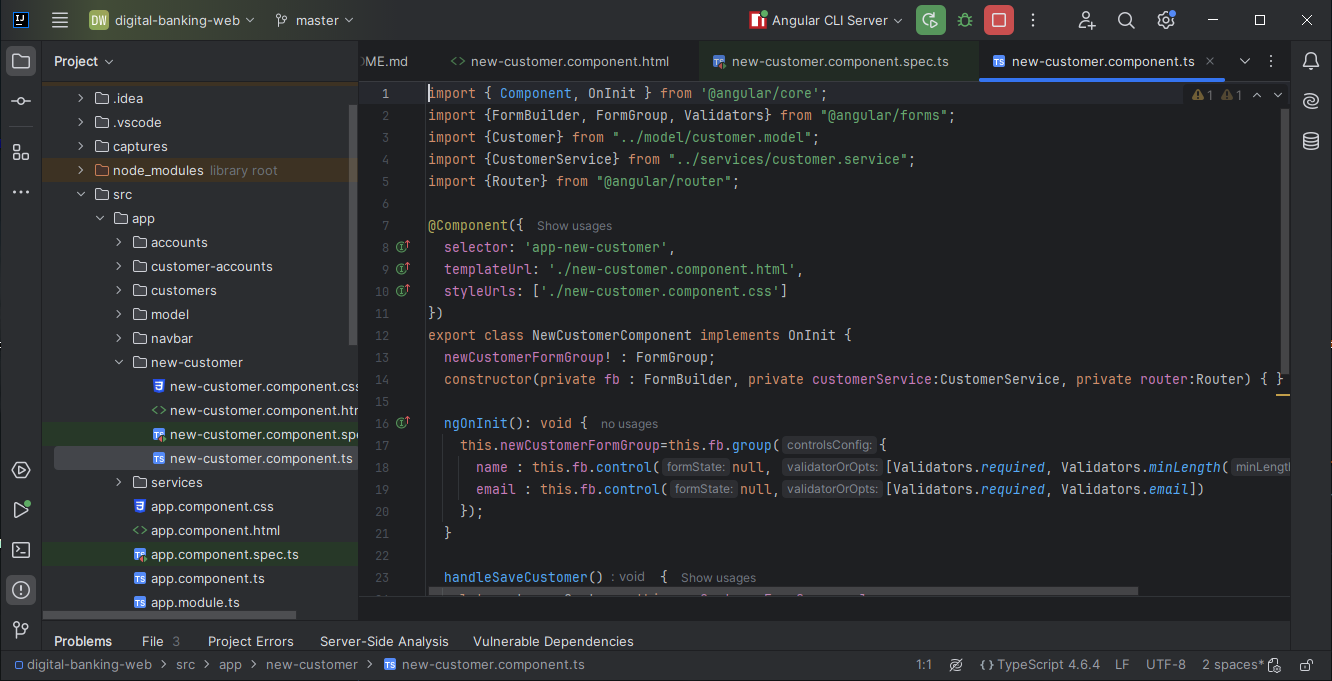 DW digital-banking-web master Angular CLI Server
Project
ME.md new-customer.component.html new-customer.component.spec.ts new-customer.component.ts
.idea
.vscode
captures
node_modules library root
src
app
accounts
customer-accounts
customers
model
navbar
new-customer
new-customer.component.css
new-customer.component.htm
new-customer.component.spe
new-customer.component.ts
services
app.component.css
app.component.html
app.component.spec.ts
app.component.ts
app.module.ts
1 import { Component, OnInit } from '@angular/core'; 1 1
2 import {FormBuilder, FormGroup, Validators} from "@angular/forms";
3 import {Customer} from "../model/customer.model";
4 import {CustomerService} from "../services/customer.service";
5 import {Router} from "@angular/router";
6
7 @Component({ Show usages
8 selector: 'app-new-customer',
9 templateUrl: './new-customer.component.html',
10 styleUrls: ['./new-customer.component.css']
11 })
12 export class NewCustomerComponent implements OnInit {
13 newCustomerFormGroup! : FormGroup;
14 constructor(private fb : FormBuilder, private customerService:CustomerService, private router:Router) { }
15
16 ngOnInit(): void { no usages
17 this.newCustomerFormGroup=this.fb.group( controlsConfig: {
18 name : this.fb.control( formState: null, validatorOrOpts: [Validators.required, Validators.minLength( minLength
19 email : this.fb.control( formState: null, validatorOrOpts: [Validators.required, Validators.email])
20 });
21 }
22
23 handleSaveCustomer() : void { Show usages
Problems File 3 Project Errors Server-Side Analysis Vulnerable Dependencies
digital-banking-web > src > app > new-customer > new-customer.component.ts 1:1 {} TypeScript 4.6.4 LF UTF-8 2 spaces*